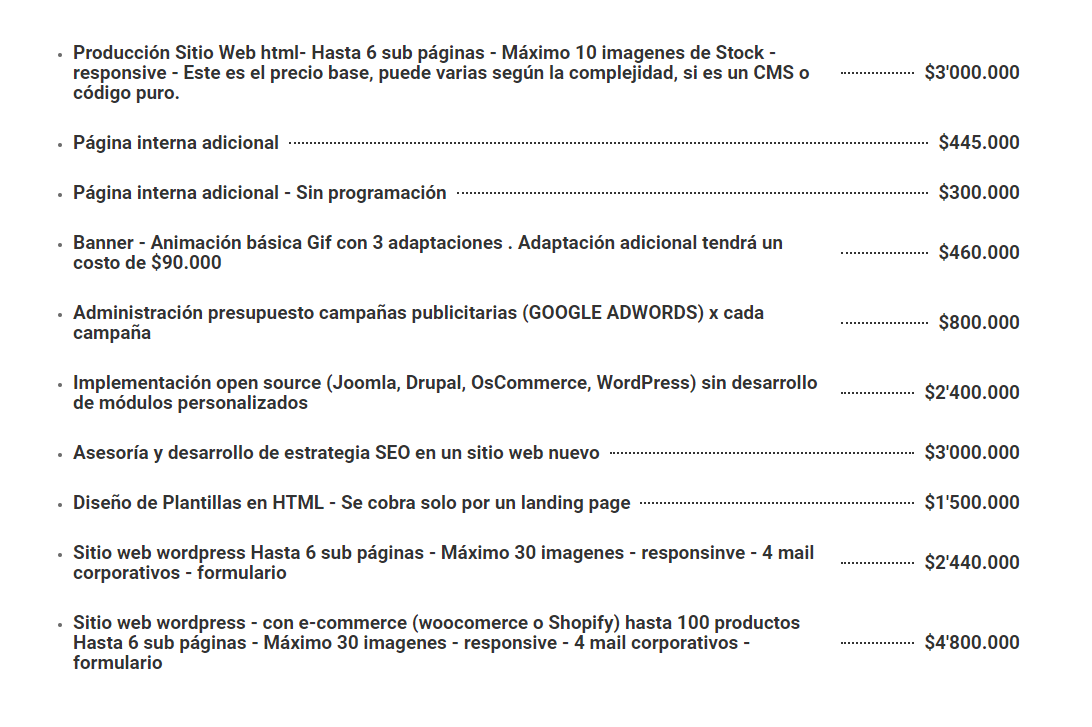 Producción Sitio Web html- Hasta 6 sub páginas - Máximo 10 imagenes de Stock -
responsive - Este es el precio base, puede varias según la complejidad, si es un CMS o
código puro.
$3'000.000
Página interna adicional $445.000
Página interna adicional - Sin programación $300.000
Banner - Animación básica Gif con 3 adaptaciones . Adaptación adicional tendrá un
costo de $90.000
$460.000
Administración presupuesto campañas publicitarias (GOOGLE ADWORDS) x cada
campaña
$800.000
Implementación open source (Joomla, Drupal, OsCommerce, WordPress) sin desarrollo
de módulos personalizados
$2'400.000
Asesoría y desarrollo de estrategia SEO en un sitio web nuevo $3'000.000
Diseño de Plantillas en HTML - Se cobra solo por un landing page $1'500.000
Sitio web wordpress Hasta 6 sub páginas - Máximo 30 imagenes - responsinve - 4 mail
corporativos - formulario
$2'440.000
Sitio web wordpress - con e-commerce (woocomerce o Shopify) hasta 100 productos
Hasta 6 sub páginas - Máximo 30 imagenes - responsive - 4 mail corporativos -
formulario
$4'800.000